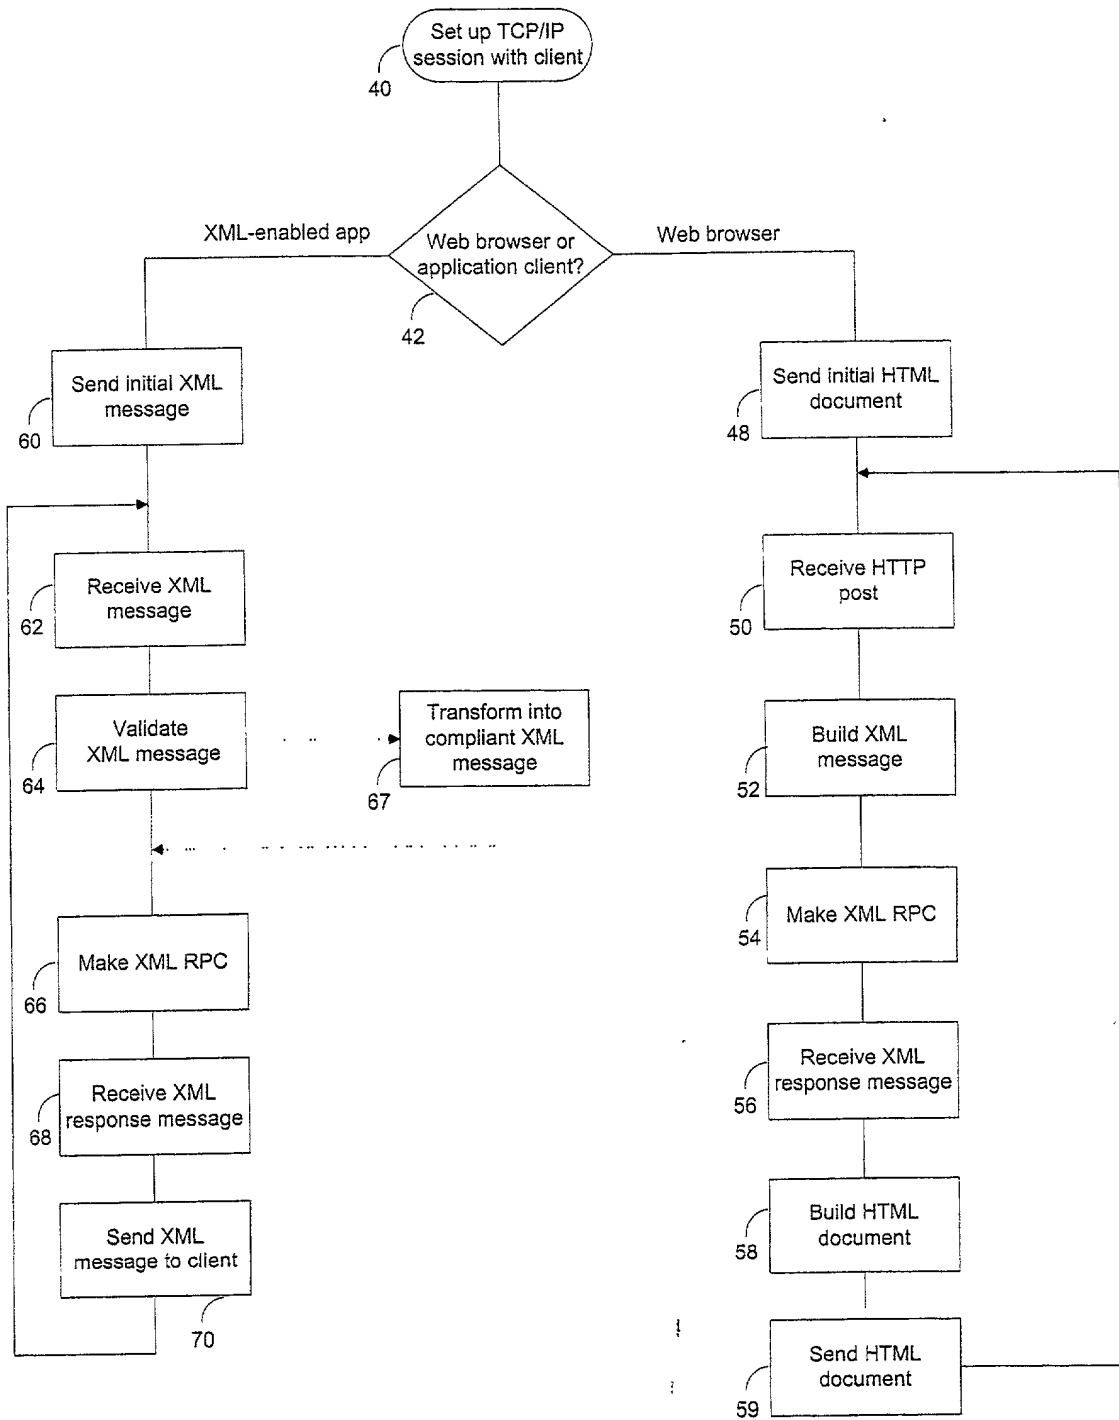 Set up TCP/IP
session with client
40
XML-enabled app
Web browser or
application client?
Web browser
42
Send initial XML
message
60
Receive XML
message
62
Validate
XML message
64
Transform into
compliant XML
message
67
Make XML RPC
66
Receive XML
response message
68
Send XML
message to client
70
Send initial HTML
document
48
Receive HTTP
post
50
Build XML
message
52
Make XML RPC
54
Receive XML
response message
56
Build HTML
document
58
Send HTML
document
59